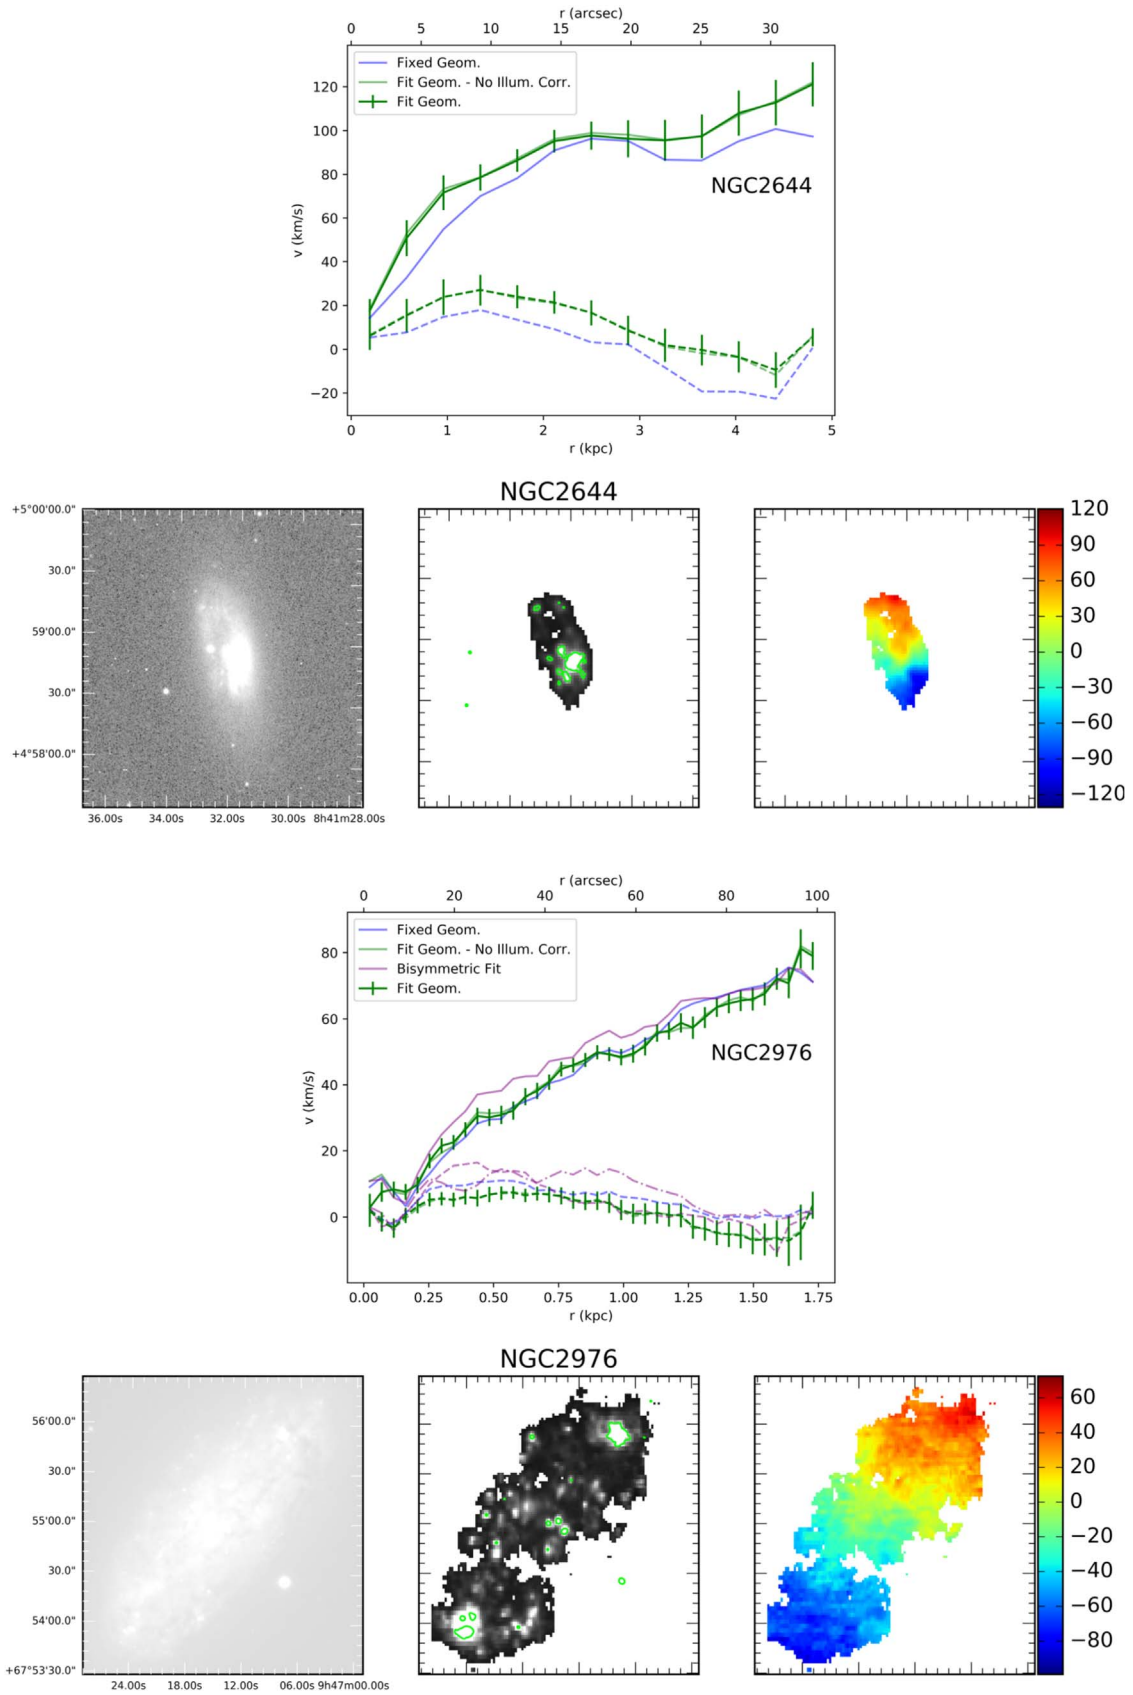 r (arcsec)
0 5 10 15 20 25 30
Fixed Geom.
Fit Geom. - No Illum. Corr.
Fit Geom.
120
100
80
60
40
20
0
−20
v (km/s)
NGC2644
0 1 2 3 4 5
r (kpc)
NGC2644
+5°00'00.0"
30.0"
59'00.0"
30.0"
+4°58'00.0"
36.00s 34.00s 32.00s 30.00s 8h41m28.00s
120
90
60
30
0
−30
−60
−90
−120
r (arcsec)
0 20 40 60 80 100
Fixed Geom.
Fit Geom. - No Illum. Corr.
Bisymmetric Fit
Fit Geom.
80
60
40
20
0
v (km/s)
NGC2976
0.00 0.25 0.50 0.75 1.00 1.25 1.50 1.75
r (kpc)
NGC2976
56'00.0"
30.0"
55'00.0"
30.0"
54'00.0"
+67°53'30.0"
24.00s 18.00s 12.00s 06.00s 9h47m00.00s
60
40
20
0
−20
−40
−60
−80